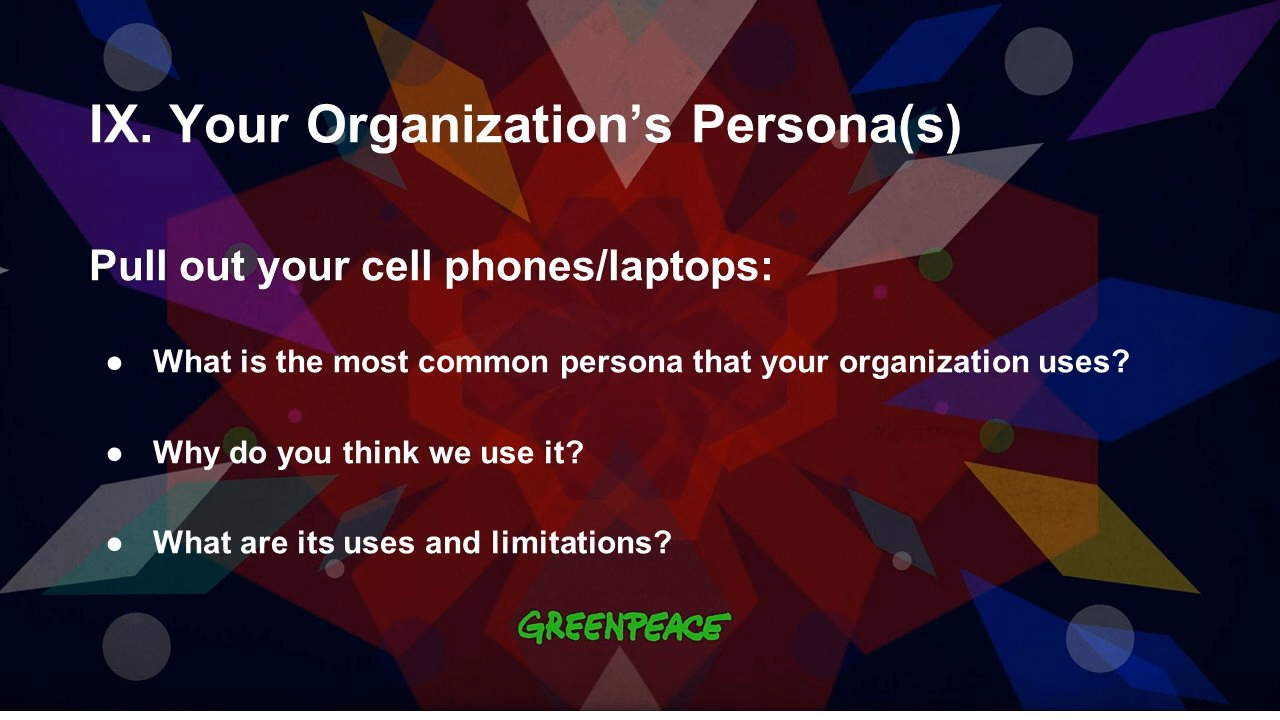 IX. Your Organization’s Persona(s)
Pull out your cell phones/laptops:
● What is the most common persona that your organization uses?
● Why do you think we use it?
● What are its uses and limitations?
GREENPEACE